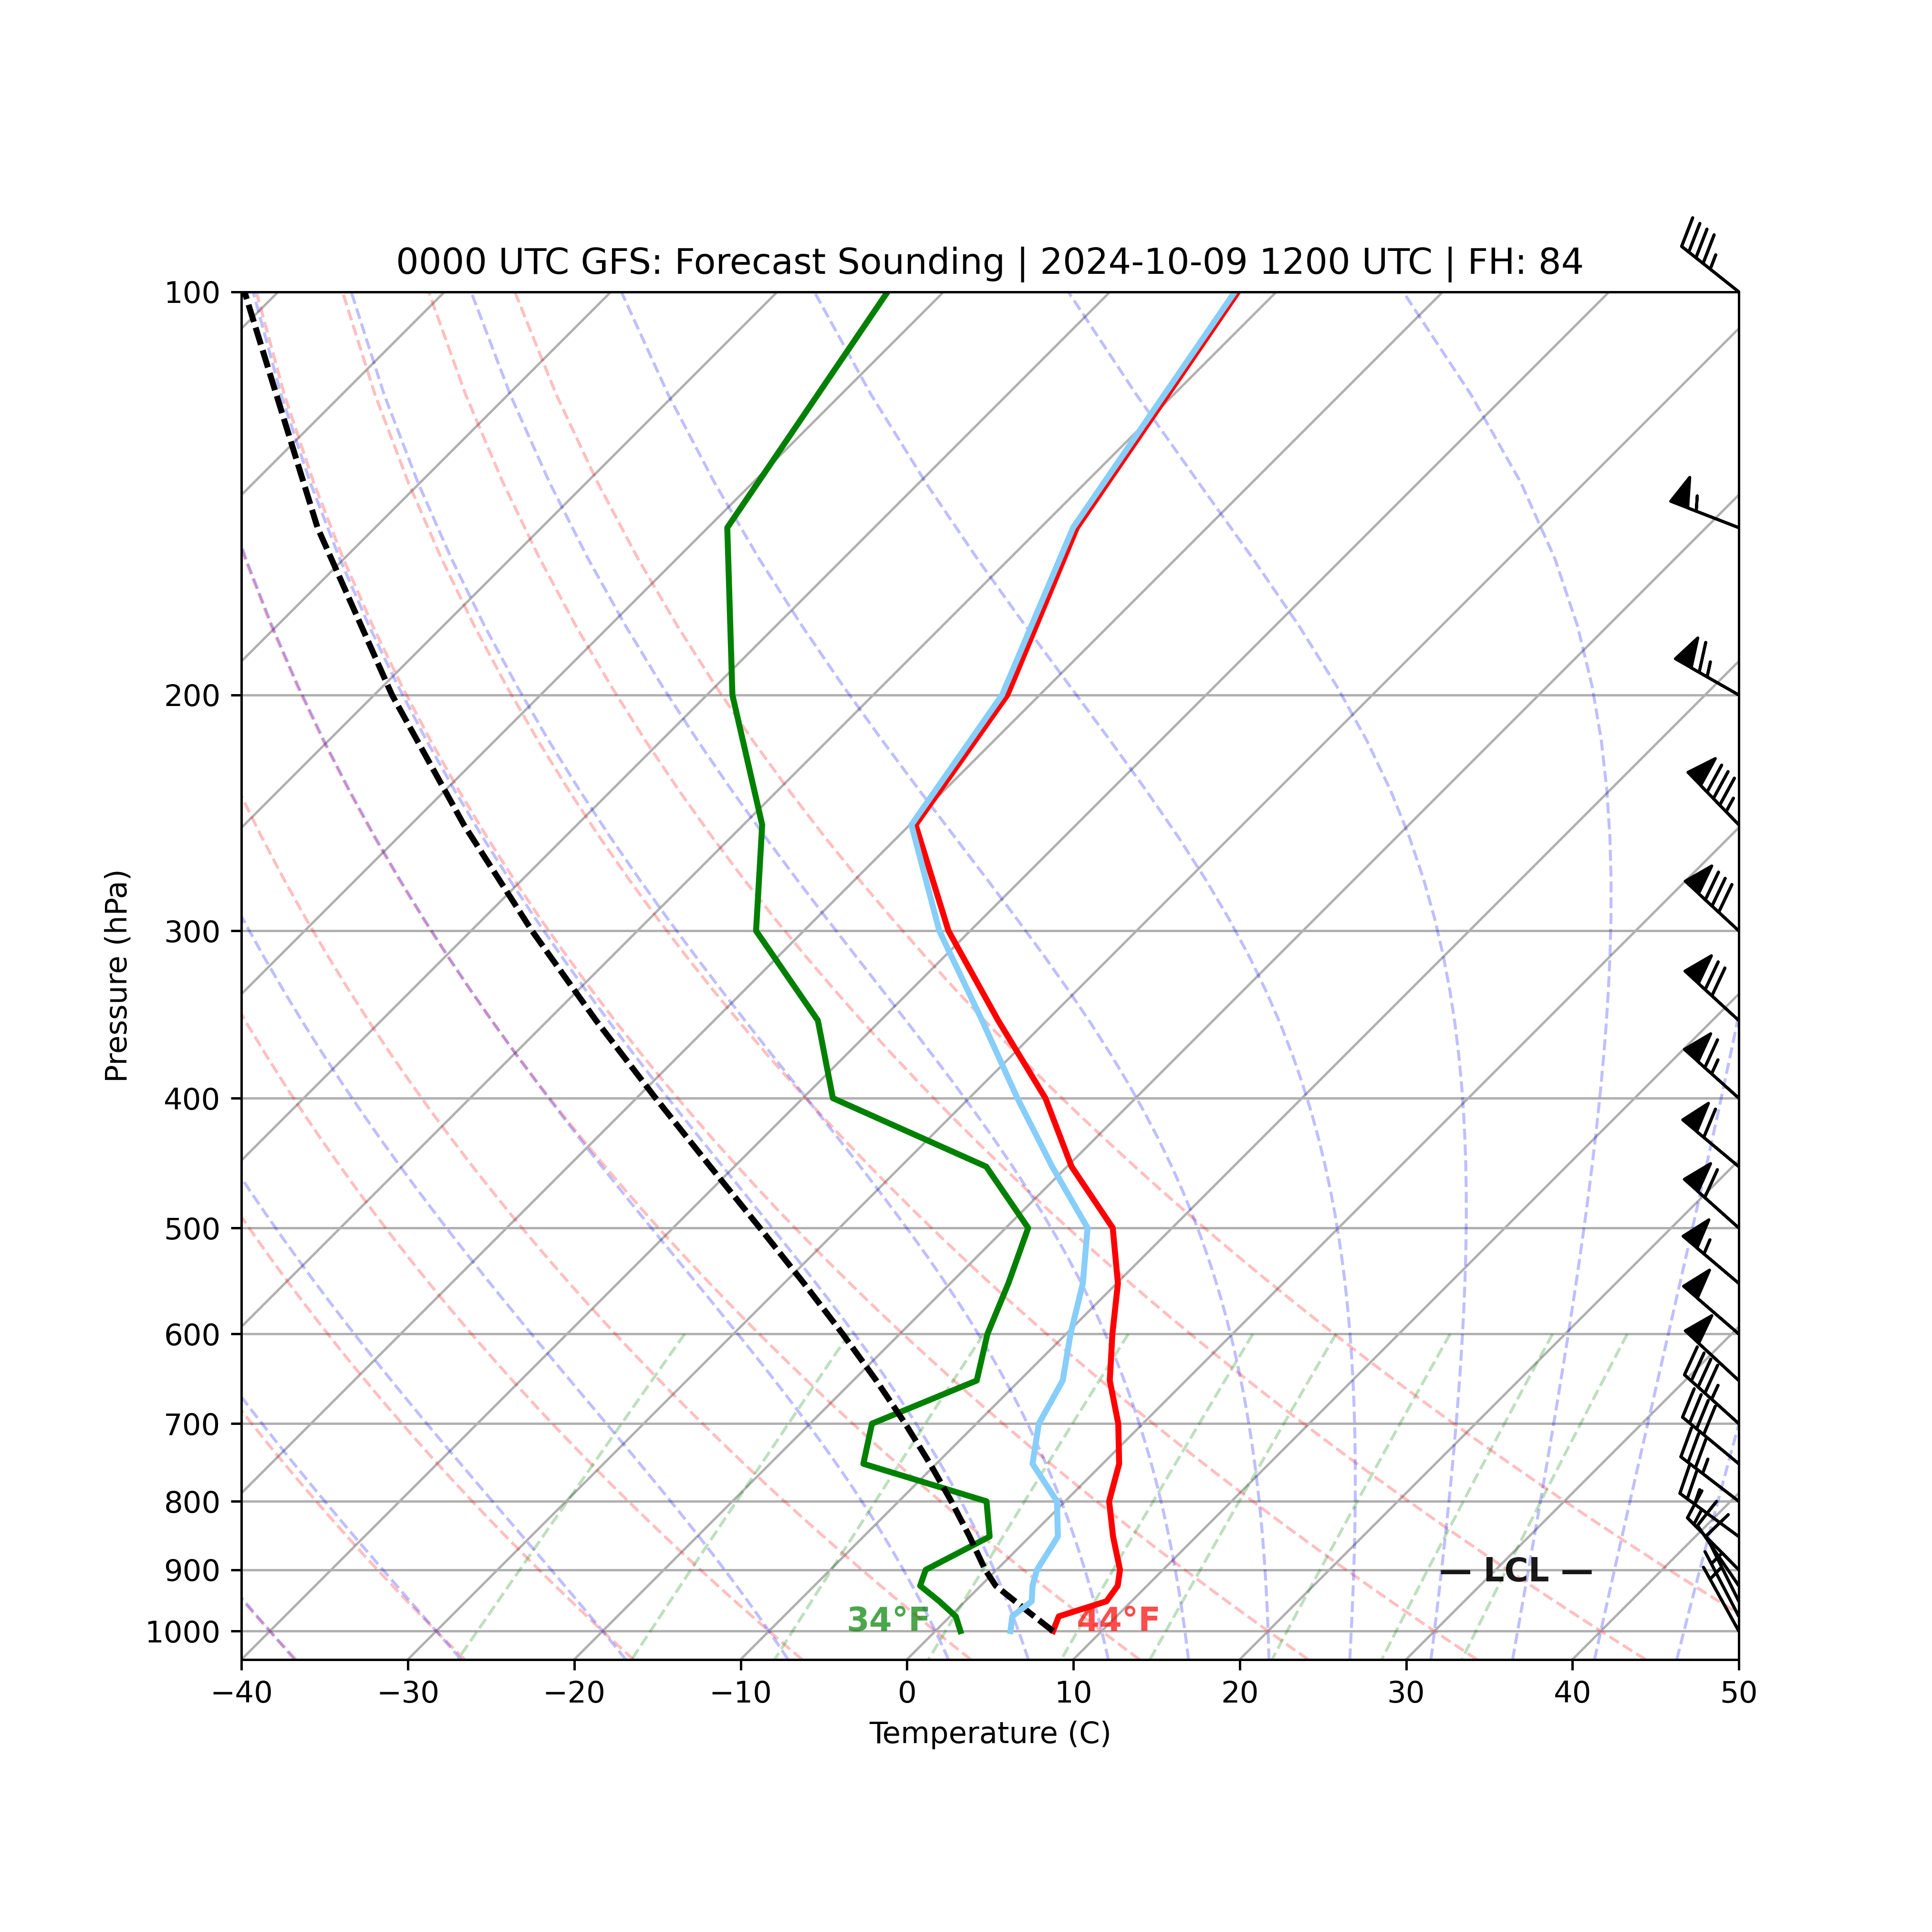 0000 UTC GFS: Forecast Sounding | 2024-10-09 1200 UTC | FH: 84
100
200
300
400
500
600
700
800
900
1000
Pressure (hPa)
— LCL —
34°F
44°F
−40 −30 −20 −10 0 10 20 30 40 50
Temperature (C)